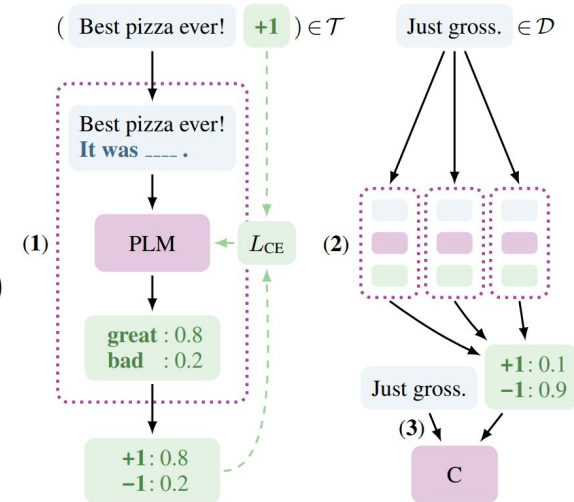 ( Best pizza ever! +1 ) ∈ 𝒯
Best pizza ever!
It was ____ .
(1)
PLM
L_CE
great : 0.8
bad : 0.2
+1: 0.8
−1: 0.2
)
Just gross. ∈ 𝒟
(2)
+1: 0.1
−1: 0.9
Just gross.
(3)
C